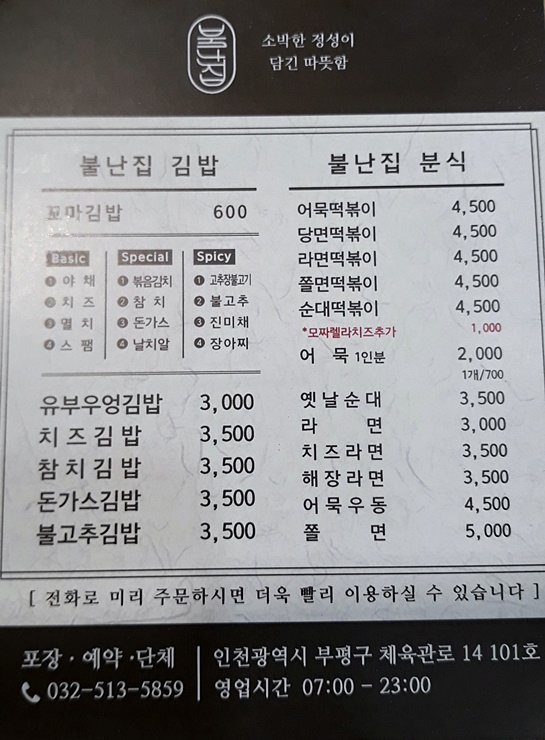 불난집
소박한 정성이
담긴 따뜻함
불난집 김밥
꼬마김밥 600
Basic
❶ 야 채
❷ 치 즈
❸ 멸 치
❹ 스 팸
Special
❶ 볶음김치
❷ 참 치
❸ 돈가스
❹ 날치알
Spicy
❶ 고추장불고기
❷ 불고추
❸ 진미채
❹ 장아찌
유부우엉김밥 3,000
치즈김밥 3,500
참치김밥 3,500
돈가스김밥 3,500
불고추김밥 3,500
불난집 분식
어묵떡볶이 4,500
당면떡볶이 4,500
라면떡볶이 4,500
쫄면떡볶이 4,500
순대떡볶이 4,500
*모짜렐라치즈추가 1,000
어 묵 1인분 2,000
1개/700
옛날순대 3,500
라 면 3,000
치즈라면 3,500
해장라면 3,500
어묵우동 4,500
쫄 면 5,000
[ 전화로 미리 주문하시면 더욱 빨리 이용하실 수 있습니다 ]
포장 · 예약 · 단체
032-513-5859
인천광역시 부평구 체육관로 14 101호
영업시간 07:00 - 23:00